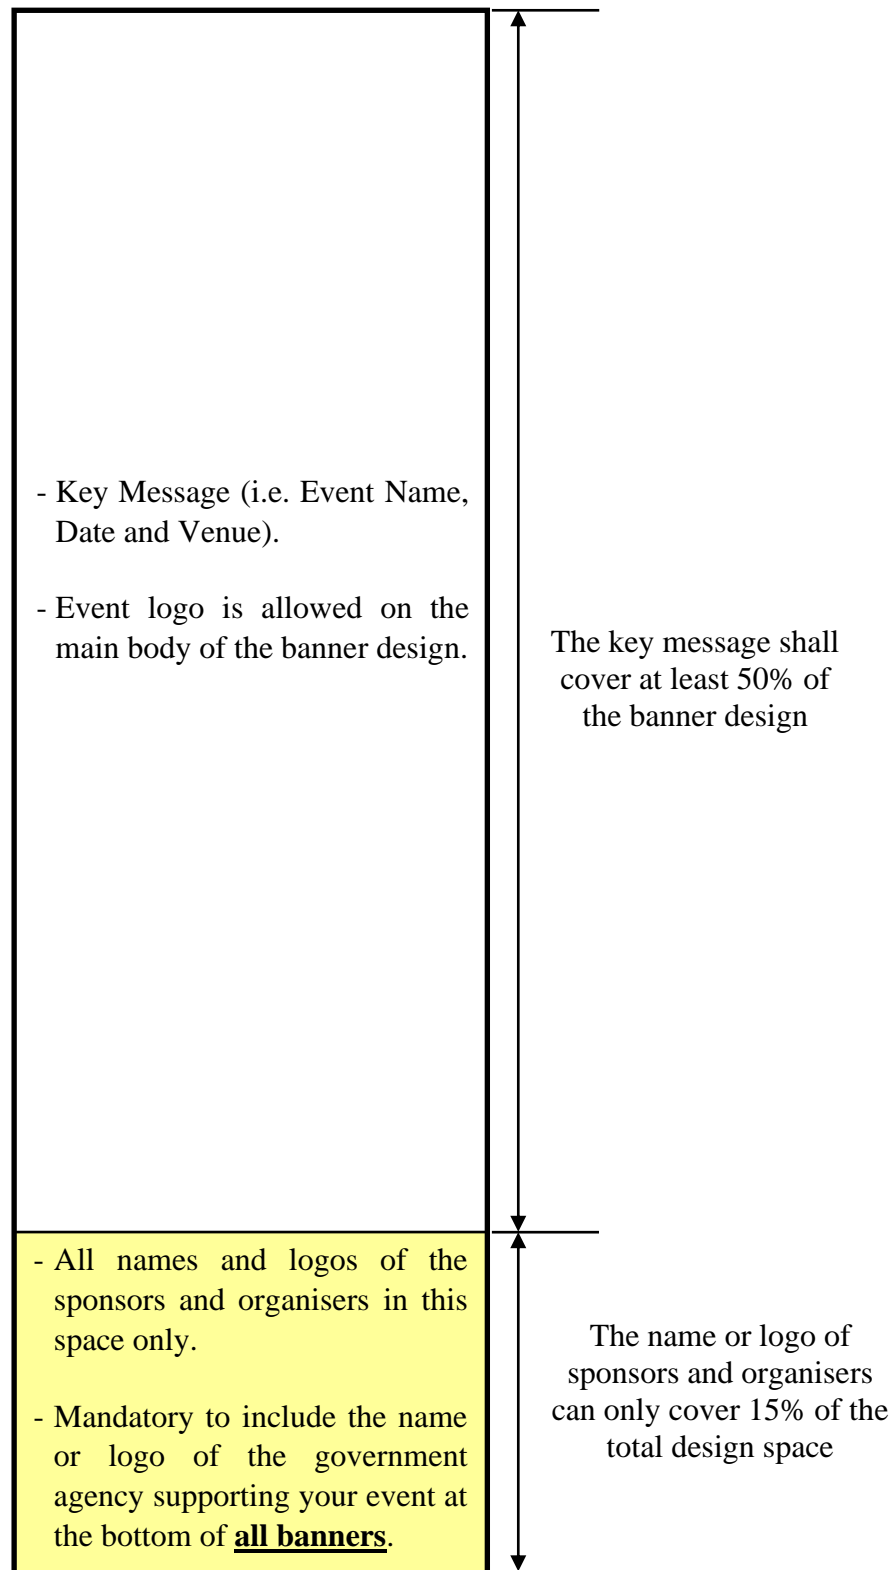 - Key Message (i.e. Event Name,
Date and Venue).
- Event logo is allowed on the
main body of the banner design.
The key message shall
cover at least 50% of
the banner design
- All names and logos of the
sponsors and organisers in this
space only.
- Mandatory to include the name
or logo of the government
agency supporting your event at
the bottom of all banners.
The name or logo of
sponsors and organisers
can only cover 15% of the
total design space